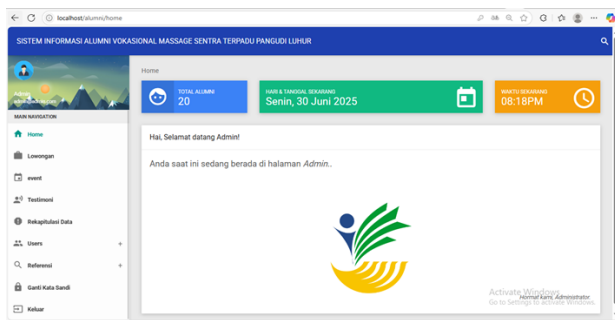 localhost/alumni/home
SISTEM INFORMASI ALUMNI VOKASIONAL MASSAGE SENTRA TERPADU PANGUDI LUHUR
Admin
MAIN NAVIGATION
Home
Lowongan
event
Testimoni
Rekapitulasi Data
Users +
Referensi +
Ganti Kata Sandi
Keluar
Home
TOTAL ALUMNI
20
HARI & TANGGAL SEKARANG
Senin, 30 Juni 2025
WAKTU SEKARANG
08:18PM
Hai, Selamat datang Admin!
Anda saat ini sedang berada di halaman Admin..
Activate Windows
Hormat kami, Administrator.
Go to Settings to activate Windows.